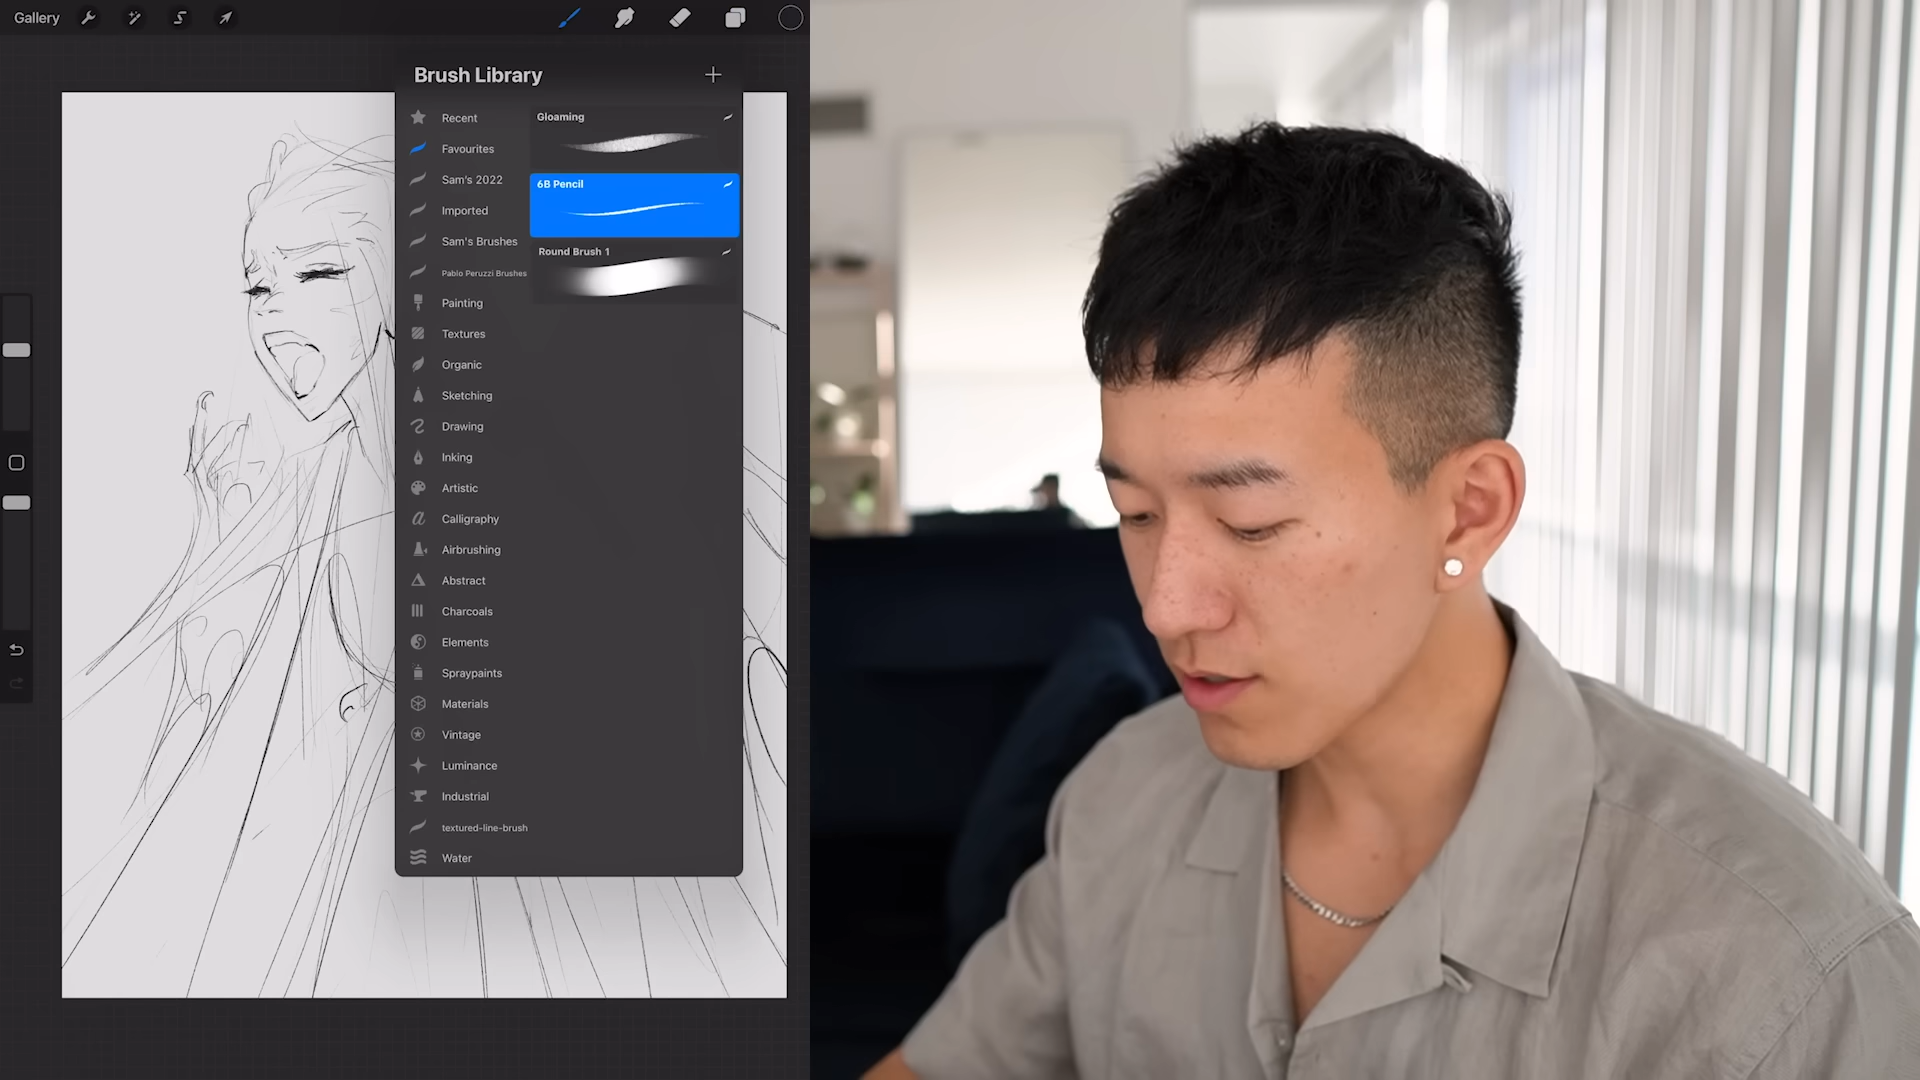 Gallery
Brush Library
Recent
Favourites
Sam's 2022
Imported
Sam's Brushes
Pablo Peruzzi Brushes
Painting
Textures
Organic
Sketching
Drawing
Inking
Artistic
Calligraphy
Airbrushing
Abstract
Charcoals
Elements
Spraypaints
Materials
Vintage
Luminance
Industrial
textured-line-brush
Water
Gloaming
6B Pencil
Round Brush 1